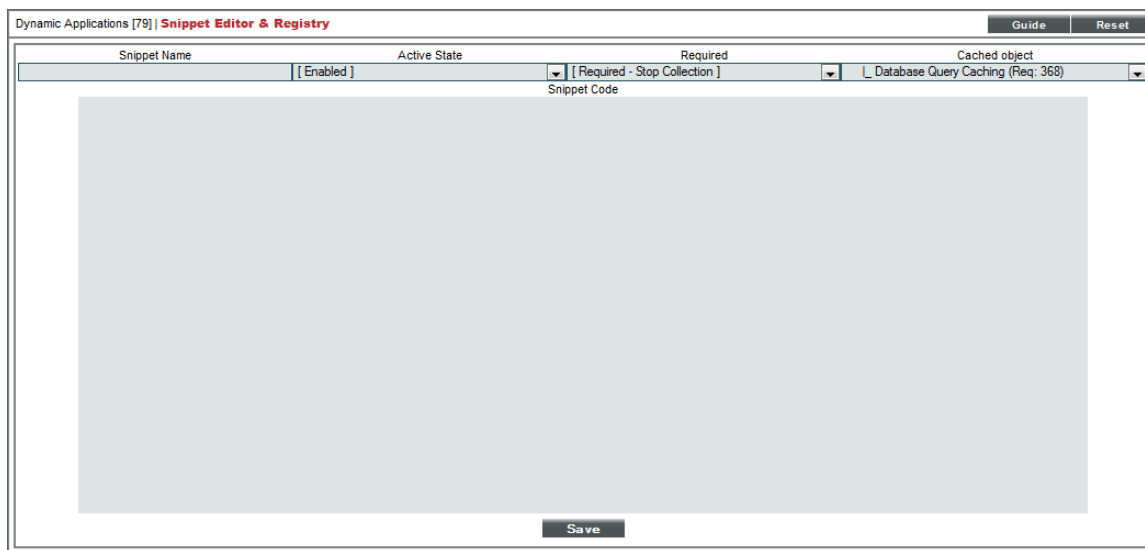 Dynamic Applications [79] | Snippet Editor & Registry Guide Reset
Snippet Name Active State Required Cached object
[ Enabled ] [ Required - Stop Collection ] |_ Database Query Caching (Req: 368)
Snippet Code
Save